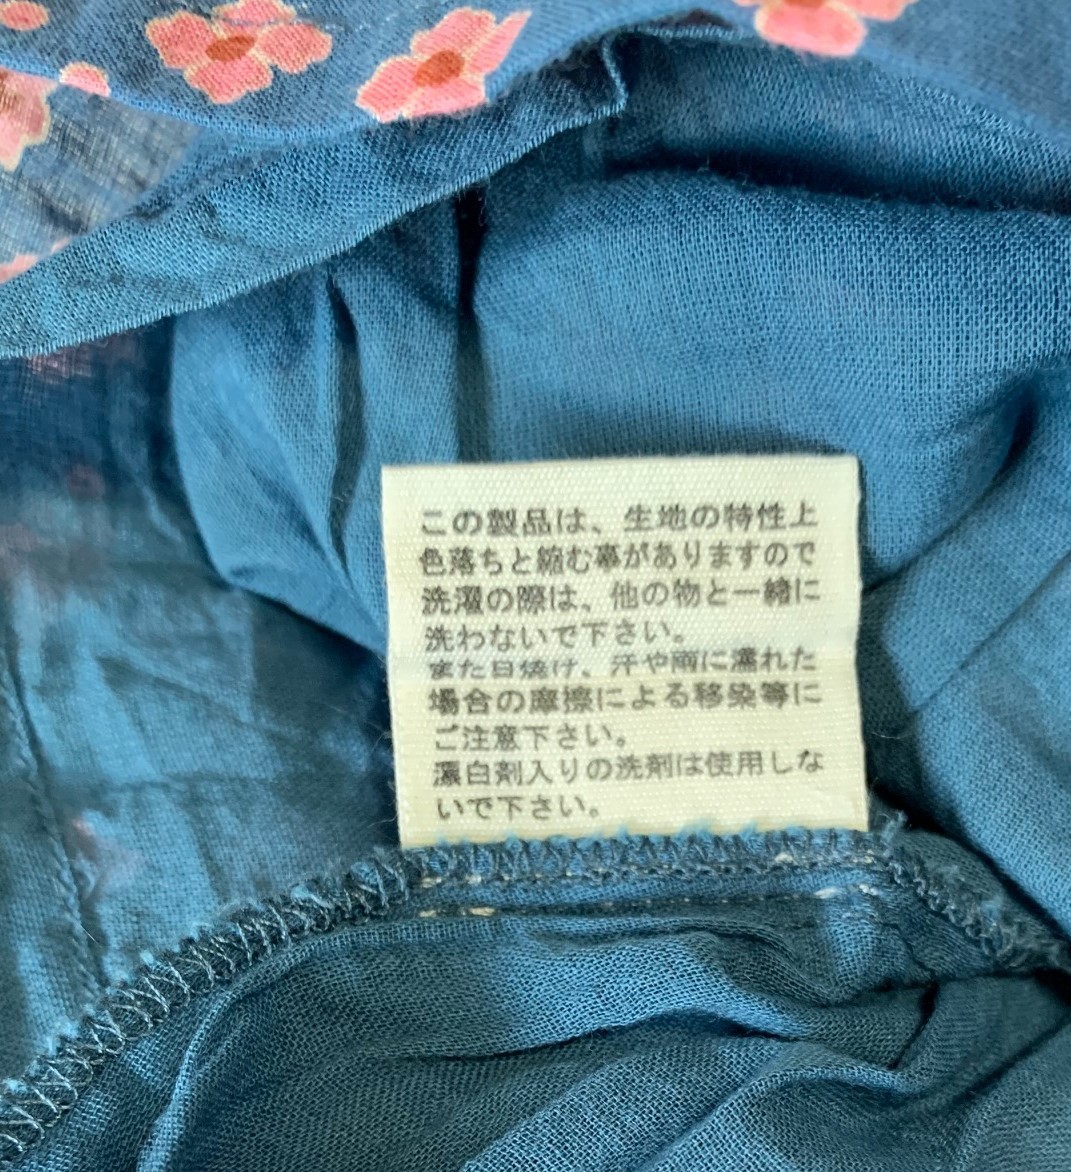 この製品は、生地の特性上
色落ちと縮む事がありますので
洗濯の際は、他の物と一緒に
洗わないで下さい。
また日焼け、汗や雨に濡れた
場合の摩擦による移染等に
ご注意下さい。
漂白剤入りの洗剤は使用しな
いで下さい。